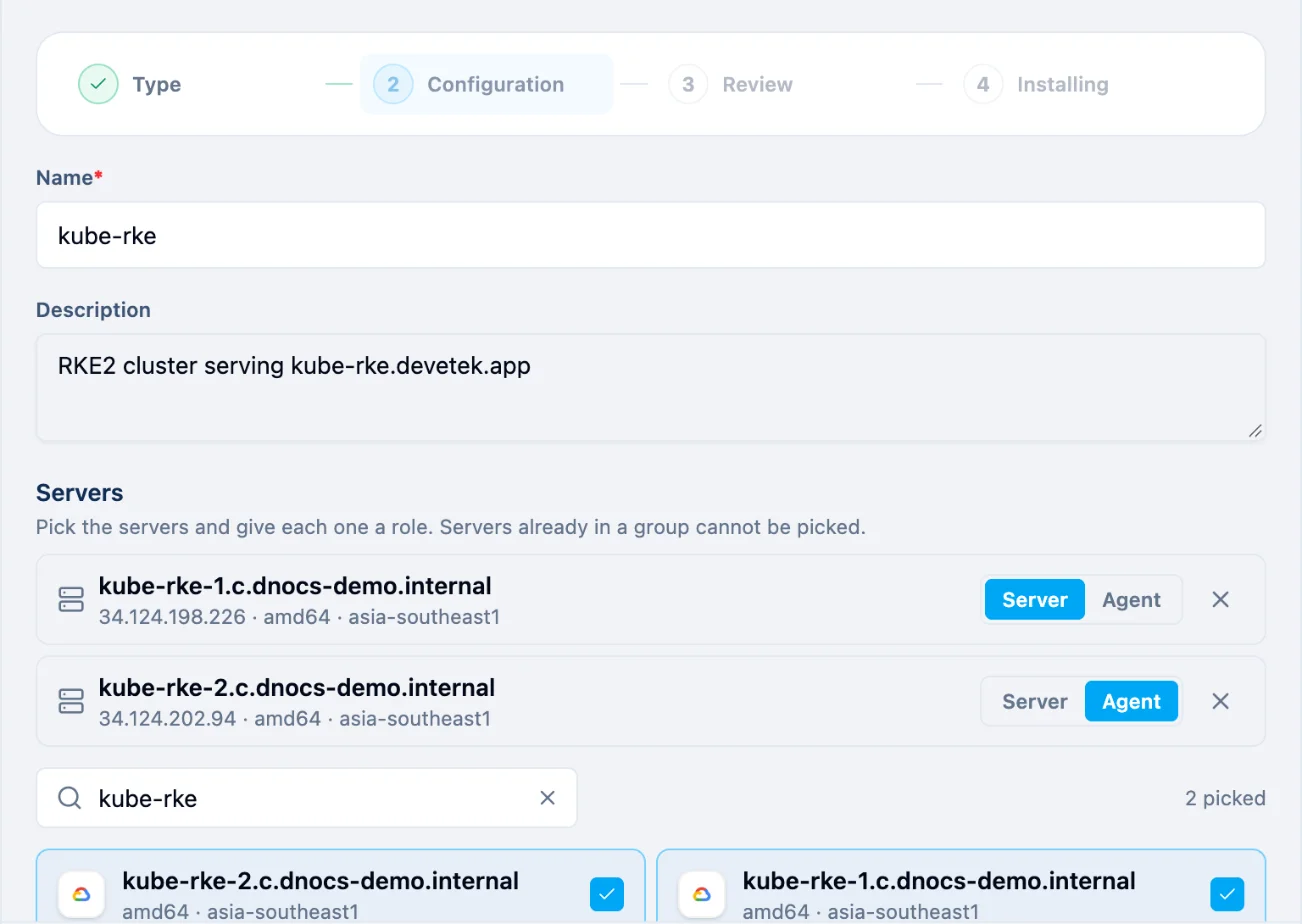 Type
2 Configuration
3 Review
4 Installing
Name*
kube-rke
Description
RKE2 cluster serving kube-rke.devetek.app
Servers
Pick the servers and give each one a role. Servers already in a group cannot be picked.
kube-rke-1.c.dnocs-demo.internal
34.124.198.226 · amd64 · asia-southeast1
Server Agent
kube-rke-2.c.dnocs-demo.internal
34.124.202.94 · amd64 · asia-southeast1
Server Agent
kube-rke
2 picked
kube-rke-2.c.dnocs-demo.internal
amd64 · asia-southeast1
kube-rke-1.c.dnocs-demo.internal
amd64 · asia-southeast1